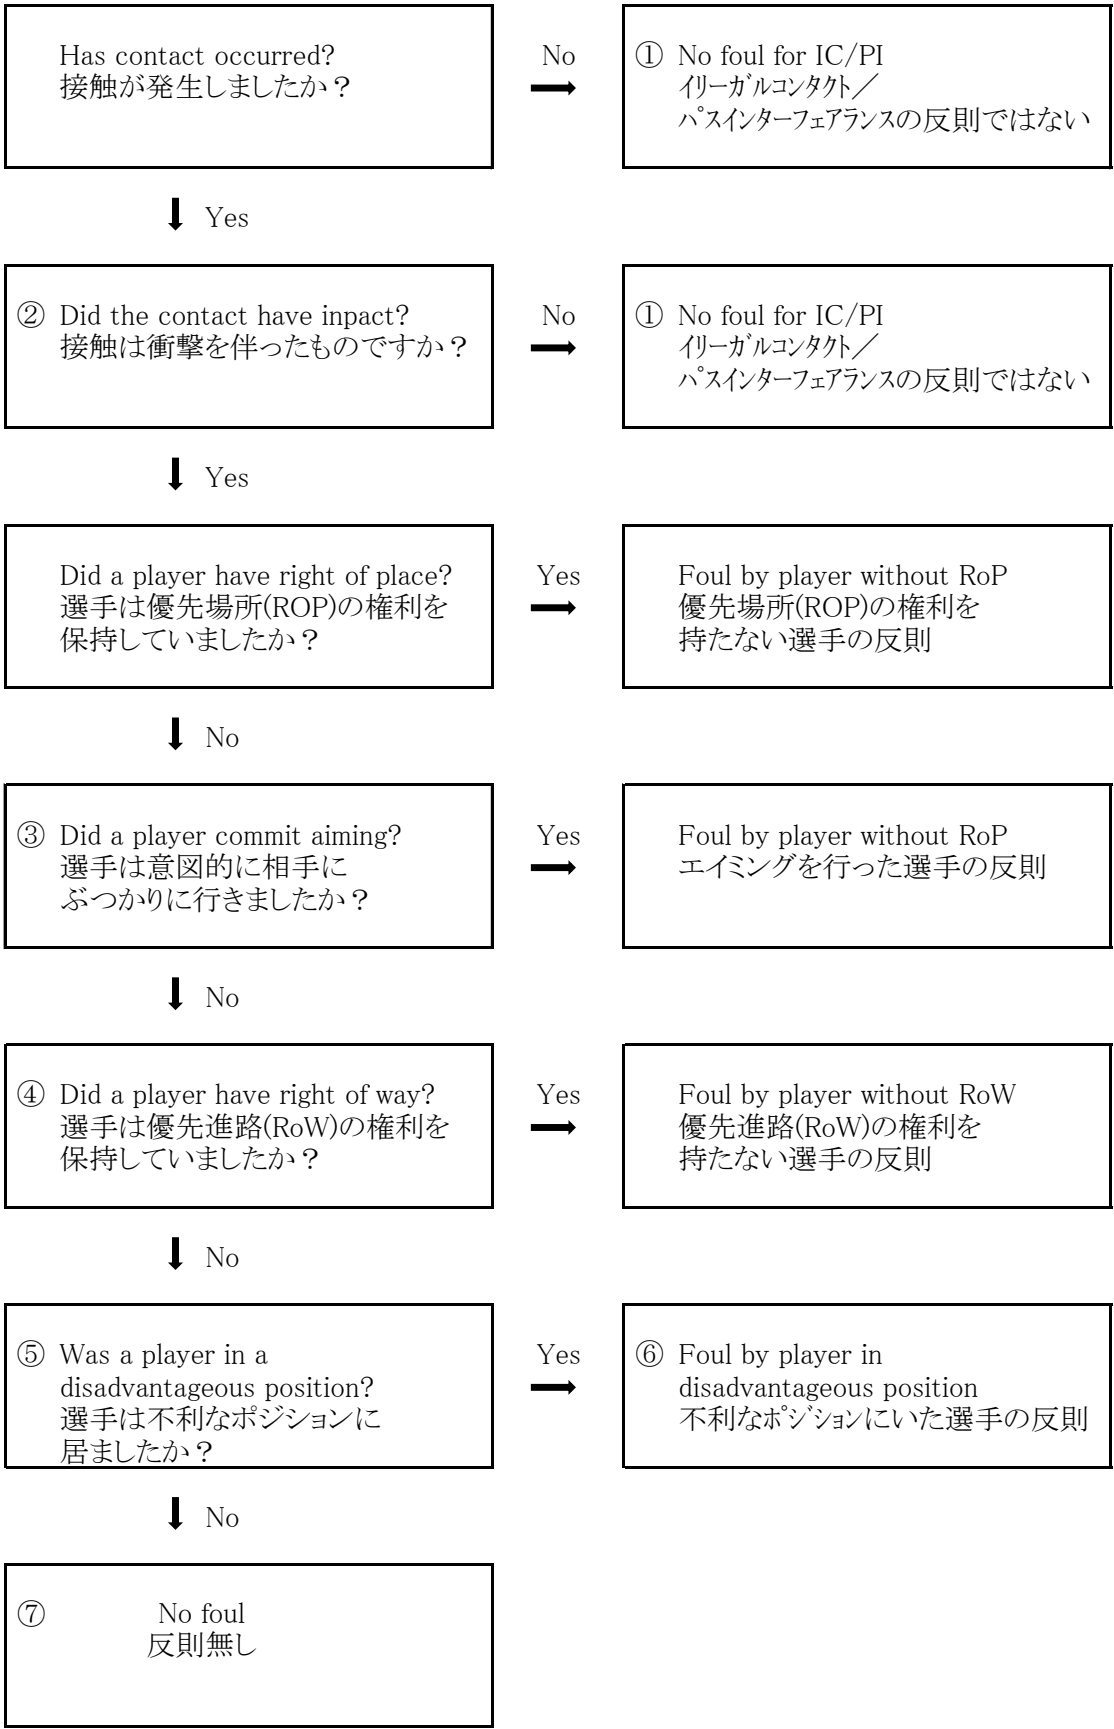 Has contact occurred?
接触が発生しましたか？
No
① No foul for IC/PI
ｲﾘｰｶﾞﾙｺﾝﾀｸﾄ／
ﾊﾟｽｲﾝﾀｰﾌｪｱﾗﾝｽの反則ではない
Yes
② Did the contact have inpact?
接触は衝撃を伴ったものですか？
No
① No foul for IC/PI
ｲﾘｰｶﾞﾙｺﾝﾀｸﾄ／
ﾊﾟｽｲﾝﾀｰﾌｪｱﾗﾝｽの反則ではない
Yes
Did a player have right of place?
選手は優先場所(ROP)の権利を
保持していましたか？
Yes
Foul by player without RoP
優先場所(ROP)の権利を
持たない選手の反則
No
③ Did a player commit aiming?
選手は意図的に相手に
ぶつかりに行きましたか？
Yes
Foul by player without RoP
エイミングを行った選手の反則
No
④ Did a player have right of way?
選手は優先進路(RoW)の権利を
保持していましたか？
Yes
Foul by player without RoW
優先進路(RoW)の権利を
持たない選手の反則
No
⑤ Was a player in a
disadvantageous position?
選手は不利なポジションに
居ましたか？
Yes
⑥ Foul by player in
disadvantageous position
不利なﾎﾟｼﾞｼｮﾝにいた選手の反則
No
⑦ No foul
反則無し